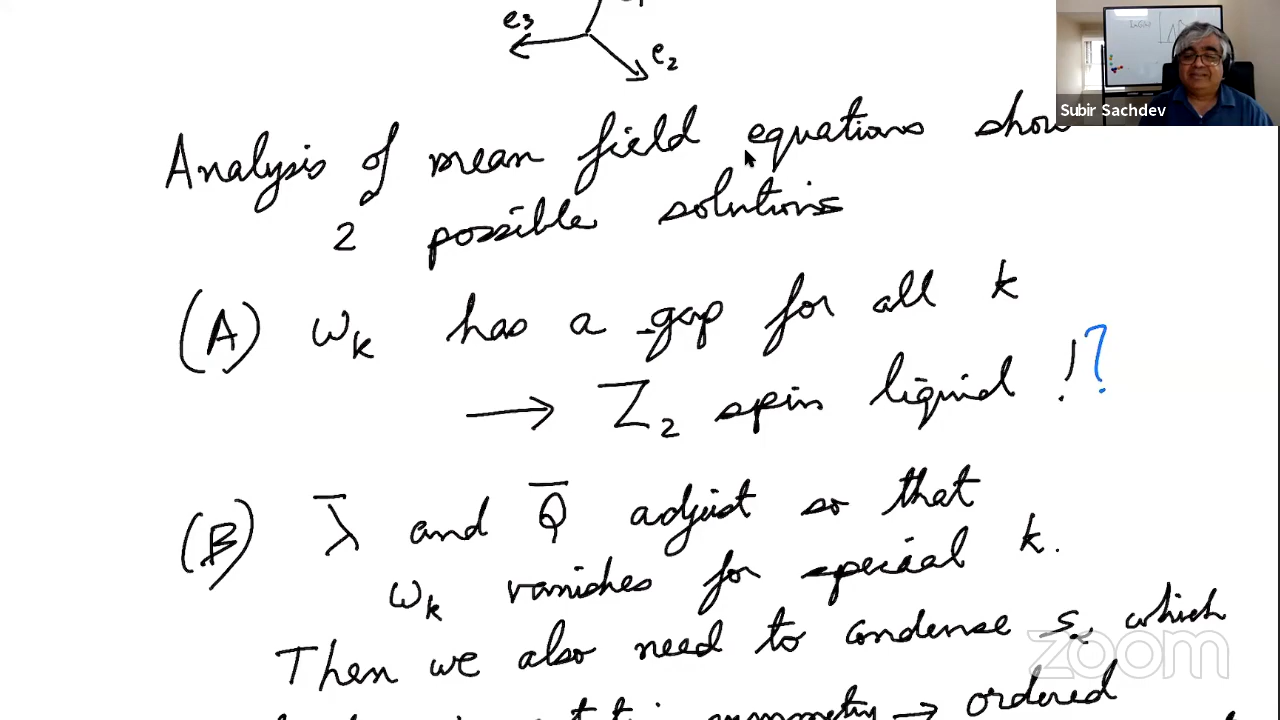 e3
e2
Subir Sachdev
Analysis of mean field equations show
2 possible solutions
(A) ωk has a gap for all k
→ Z2 spin liquid !?
(B) λ̄ and Q̄ adjust so that
ωk vanishes for special k.
Then we also need to condense sα which
zoom
symmetry → ordered